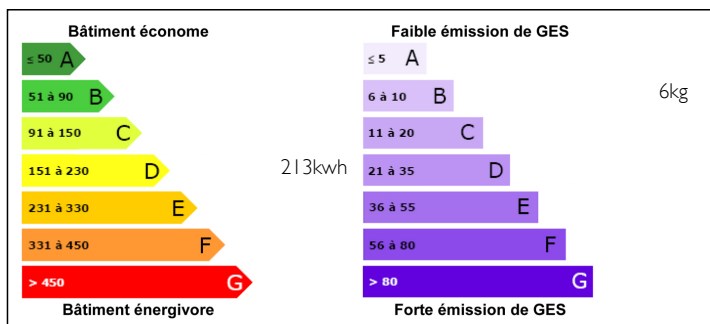 Bâtiment économe
≤ 50 A
51 à 90 B
91 à 150 C
151 à 230 D
213kwh
231 à 330 E
331 à 450 F
> 450 G
Bâtiment énergivore
Faible émission de GES
≤ 5 A
6 à 10 B
6kg
11 à 20 C
21 à 35 D
36 à 55 E
56 à 80 F
> 80 G
Forte émission de GES